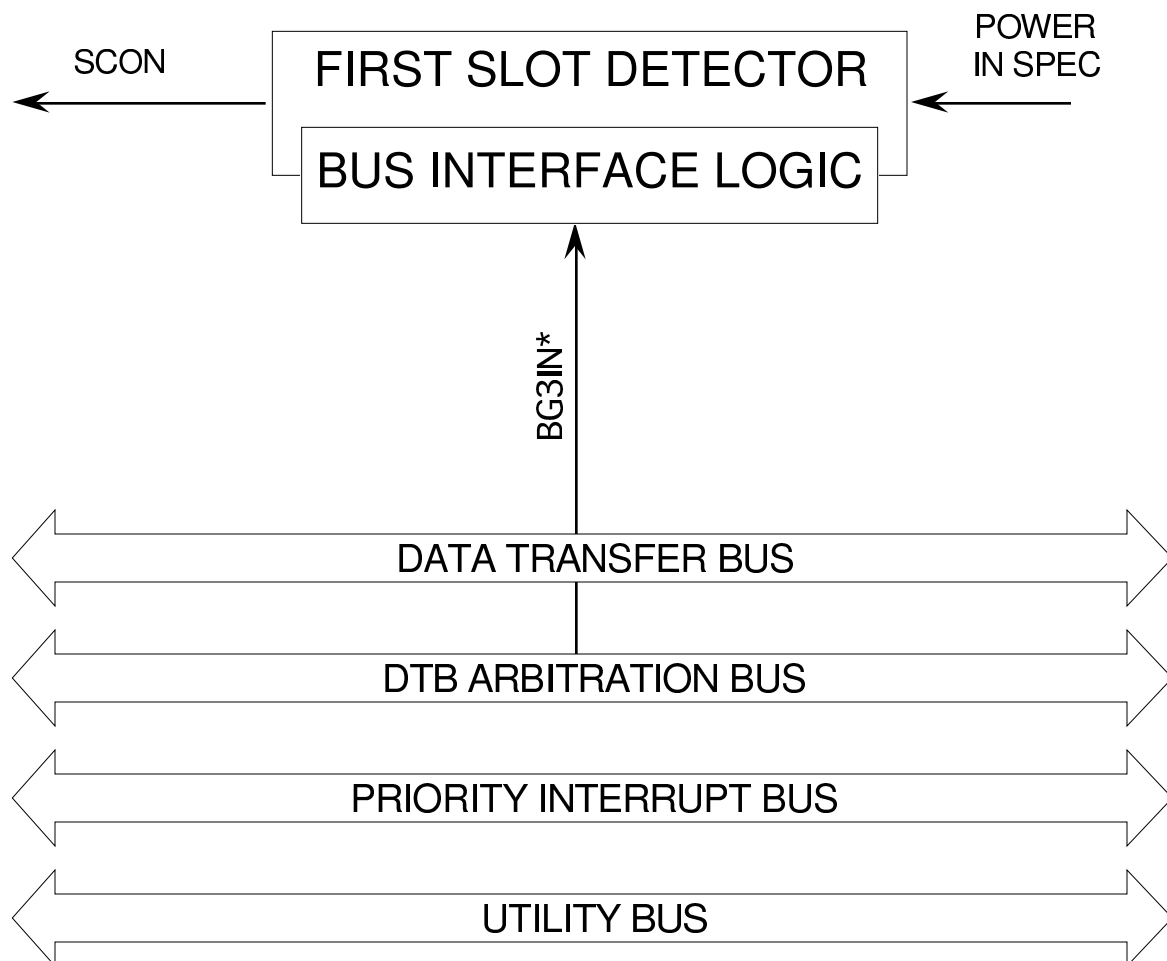 SCON
FIRST SLOT DETECTOR
POWER
IN SPEC
BUS INTERFACE LOGIC
BG3IN*
DATA TRANSFER BUS
DTB ARBITRATION BUS
PRIORITY INTERRUPT BUS
UTILITY BUS